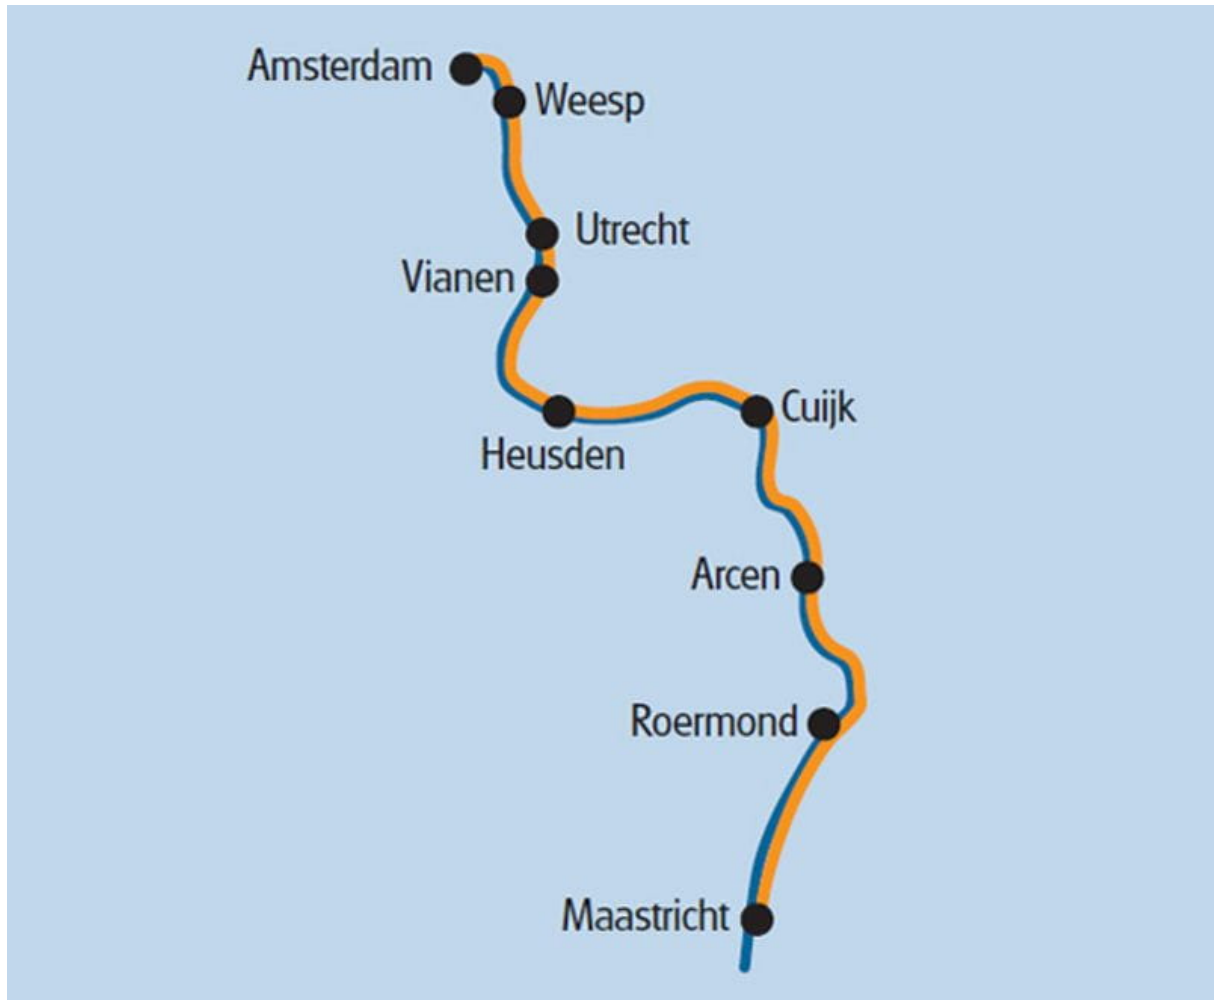 Amsterdam
Weesp
Utrecht
Vianen
Cuijk
Heusden
Arcen
Roermond
Maastricht